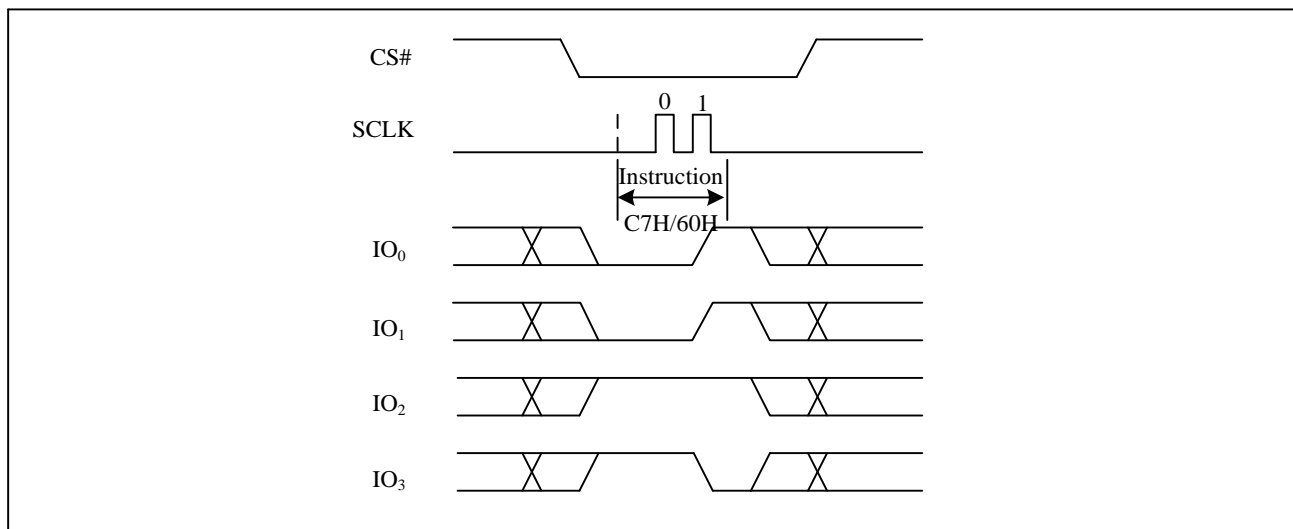 CS#
0 1
SCLK
Instruction
C7H/60H
IO₀
IO₁
IO₂
IO₃